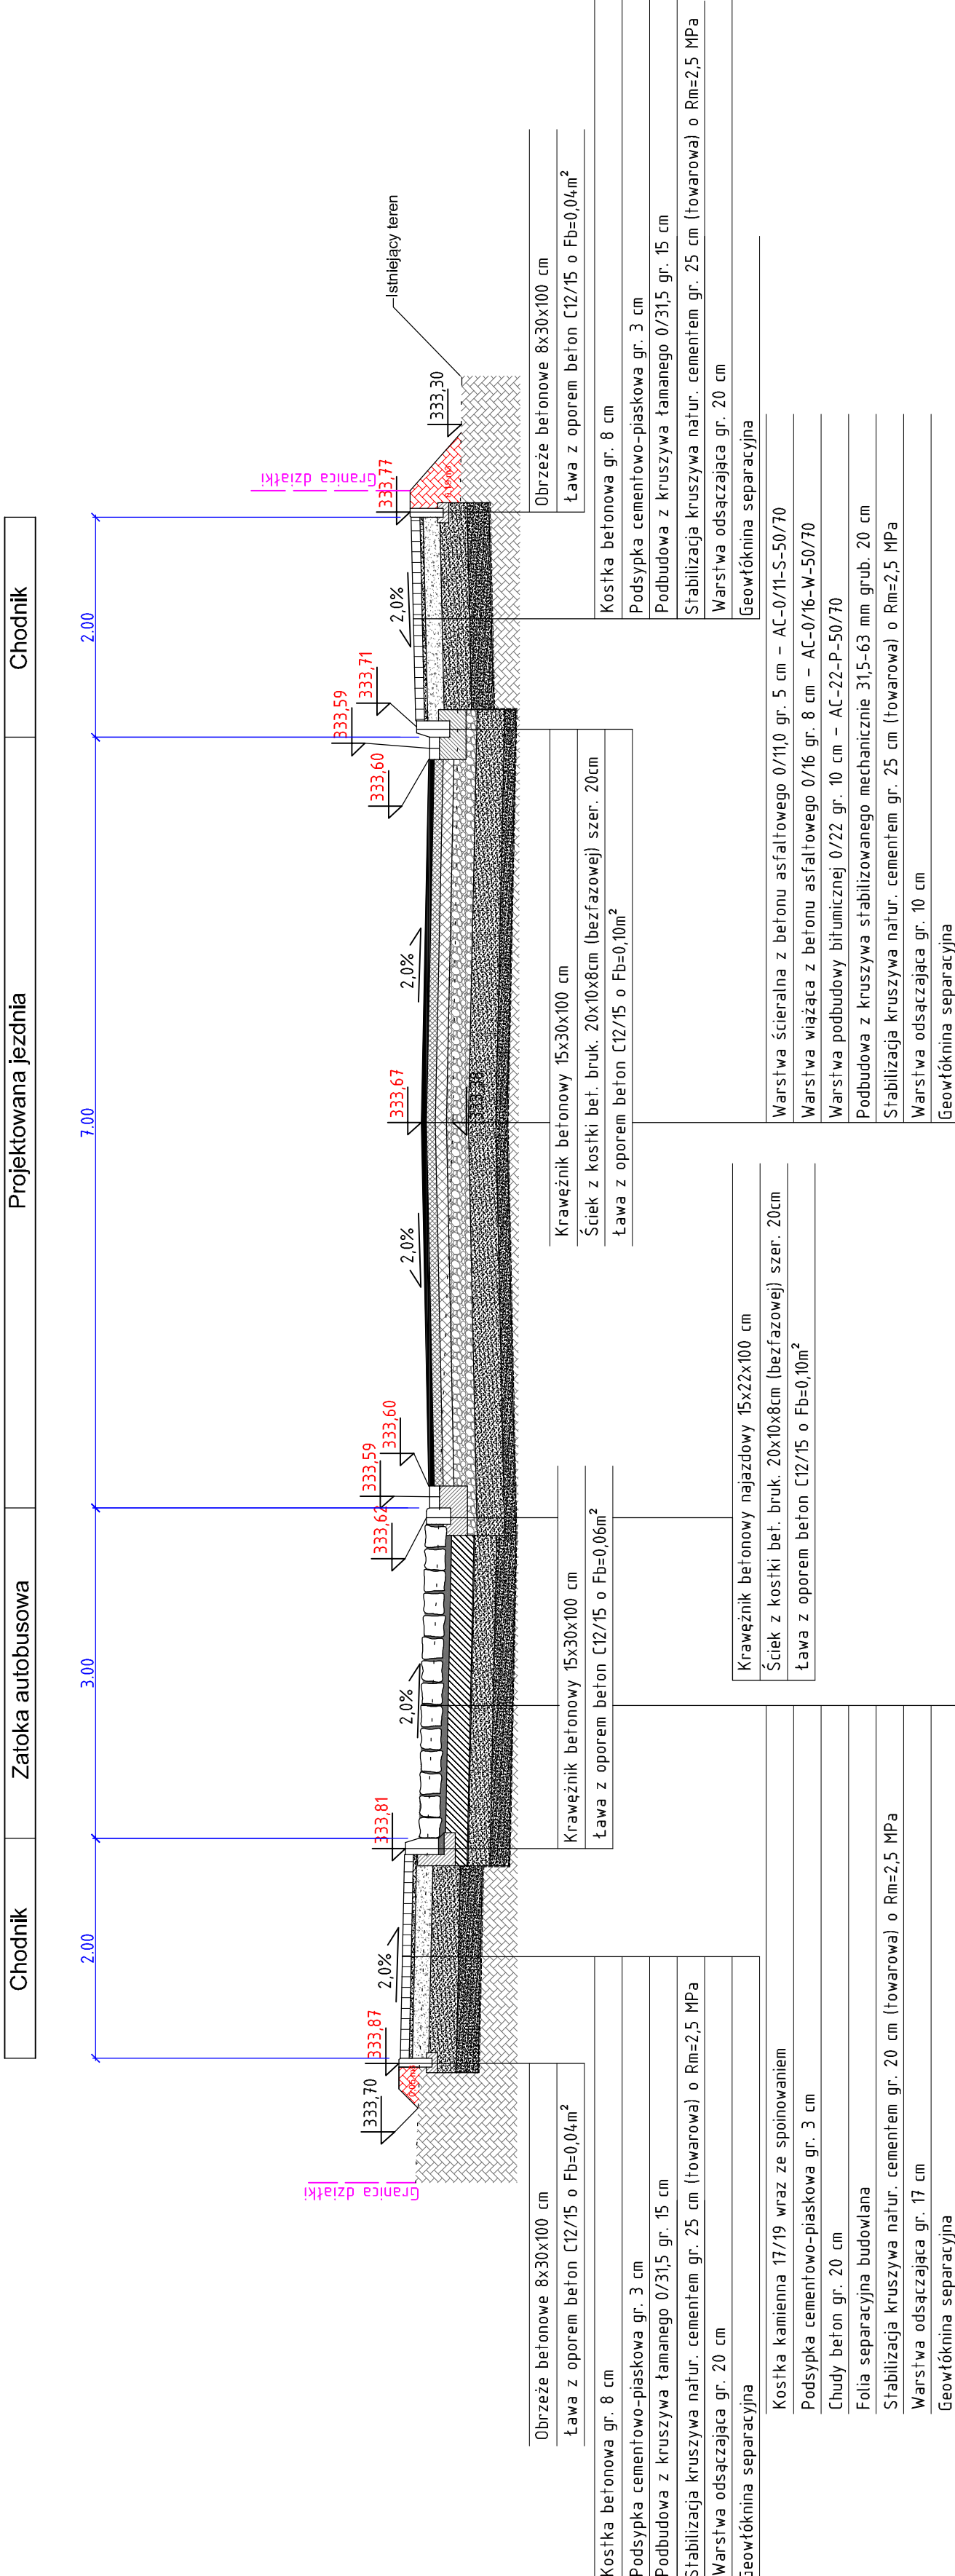 Chodnik
Zatoka autobusowa
Projektowana jezdnia
Chodnik
2.00
3.00
7.00
2.00
Granica działki
333,70
333,87
2,0%
333,81
2,0%
333,62
333,59
333,60
2,0%
333,67
2,0%
333,60
333,59
333,71
2,0%
333,77
Granica działki
333,30
Istniejący teren
Obrzeże betonowe 8x30x100 cm
Ława z oporem beton C12/15 o Fb=0,04m²
Kostka betonowa gr. 8 cm
Podsypka cementowo-piaskowa gr. 3 cm
Podbudowa z kruszywa łamanego 0/31,5 gr. 15 cm
Stabilizacja kruszywa natur. cementem gr. 25 cm (towarowa) o Rm=2,5 MPa
Warstwa odsączająca gr. 20 cm
Geowłóknina separacyjna
Krawężnik betonowy 15x30x100 cm
Ława z oporem beton C12/15 o Fb=0,06m²
Kostka kamienna 17/19 wraz ze spoinowaniem
Podsypka cementowo-piaskowa gr. 3 cm
Chudy beton gr. 20 cm
Folia separacyjna budowlana
Stabilizacja kruszywa natur. cementem gr. 20 cm (towarowa) o Rm=2,5 MPa
Warstwa odsączająca gr. 17 cm
Geowłóknina separacyjna
Krawężnik betonowy najazdowy 15x22x100 cm
Ściek z kostki bet. bruk. 20x10x8cm (bezfazowej) szer. 20cm
Ława z oporem beton C12/15 o Fb=0,10m²
Krawężnik betonowy 15x30x100 cm
Ściek z kostki bet. bruk. 20x10x8cm (bezfazowej) szer. 20cm
Ława z oporem beton C12/15 o Fb=0,10m²
Warstwa ścieralna z betonu asfaltowego 0/11,0 gr. 5 cm - AC-0/11-S-50/70
Warstwa wiążąca z betonu asfaltowego 0/16 gr. 8 cm - AC-0/16-W-50/70
Warstwa podbudowy bitumicznej 0/22 gr. 10 cm - AC-22-P-50/70
Podbudowa z kruszywa stabilizowanego mechanicznie 31,5-63 mm grub. 20 cm
Stabilizacja kruszywa natur. cementem gr. 25 cm (towarowa) o Rm=2,5 MPa
Warstwa odsączająca gr. 10 cm
Geowłóknina separacyjna
Obrzeże betonowe 8x30x100 cm
Ława z oporem beton C12/15 o Fb=0,04m²
Kostka betonowa gr. 8 cm
Podsypka cementowo-piaskowa gr. 3 cm
Podbudowa z kruszywa łamanego 0/31,5 gr. 15 cm
Stabilizacja kruszywa natur. cementem gr. 25 cm (towarowa) o Rm=2,5 MPa
Warstwa odsączająca gr. 20 cm
Geowłóknina separacyjna